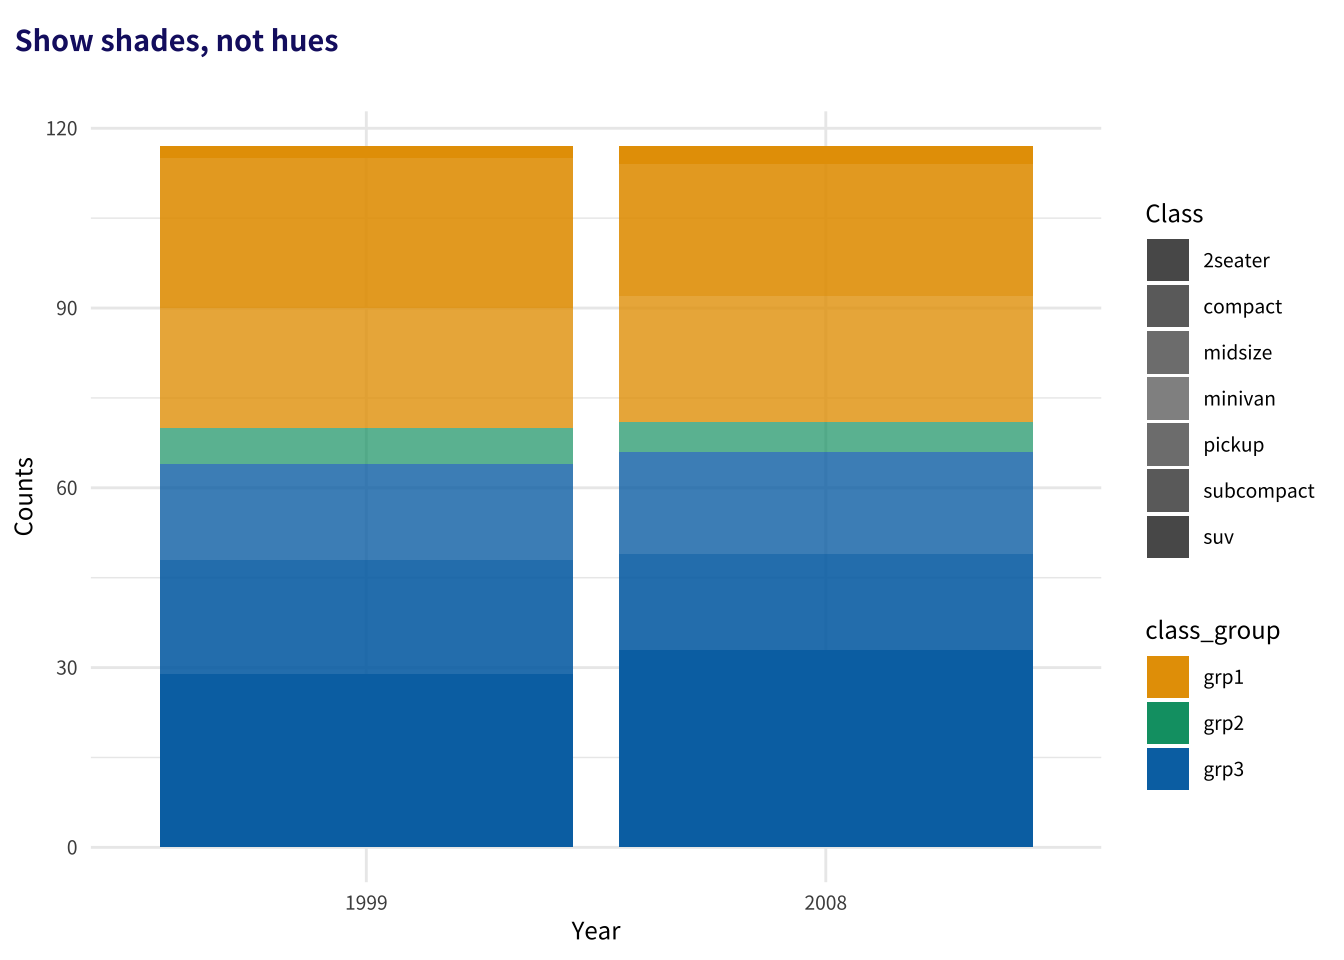 Show shades, not hues
120
90
60
30
0
Counts
1999
2008
Year
Class
2seater
compact
midsize
minivan
pickup
subcompact
suv
class_group
grp1
grp2
grp3